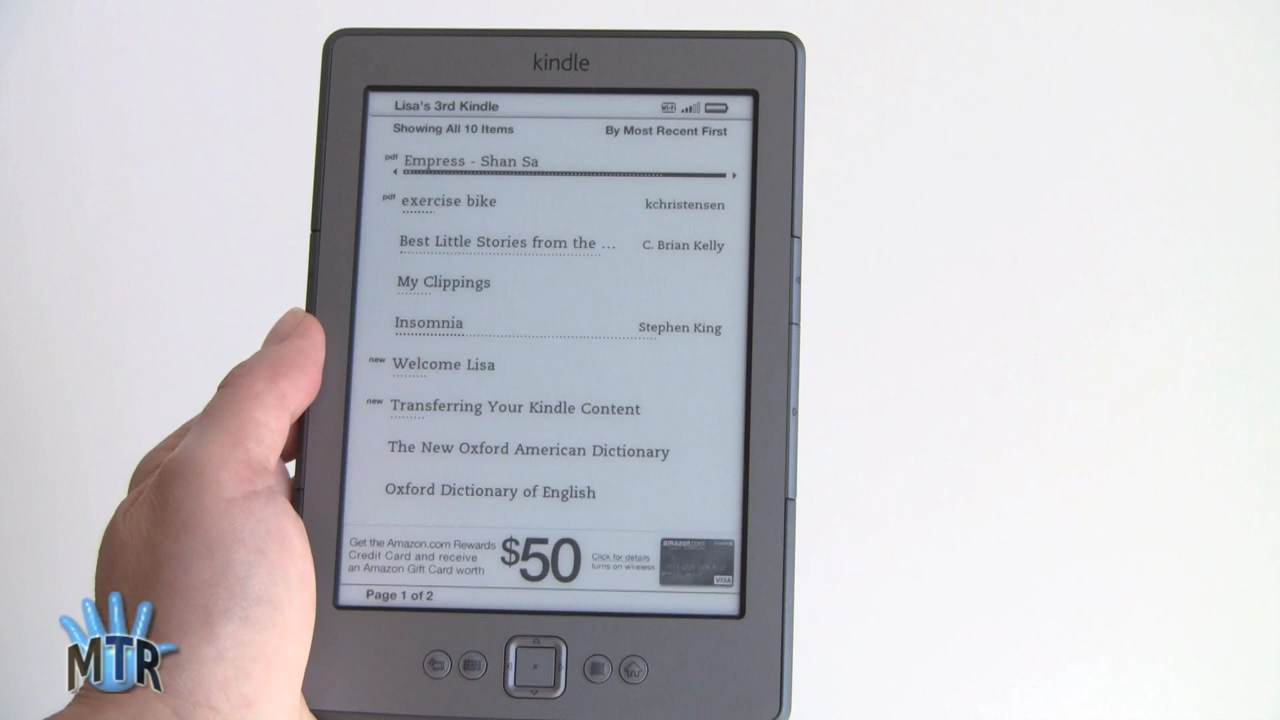 kindle
Lisa's 3rd Kindle
Showing All 10 Items By Most Recent First
pdf Empress - Shan Sa
pdf exercise bike kchristensen
Best Little Stories from the ... C. Brian Kelly
My Clippings
Insomnia Stephen King
new Welcome Lisa
new Transferring Your Kindle Content
The New Oxford American Dictionary
Oxford Dictionary of English
Get the Amazon.com Rewards
Credit Card and receive
an Amazon Gift Card worth
$50
Click for details
turns on wireless
amazon.com
VISA
Page 1 of 2
MTR